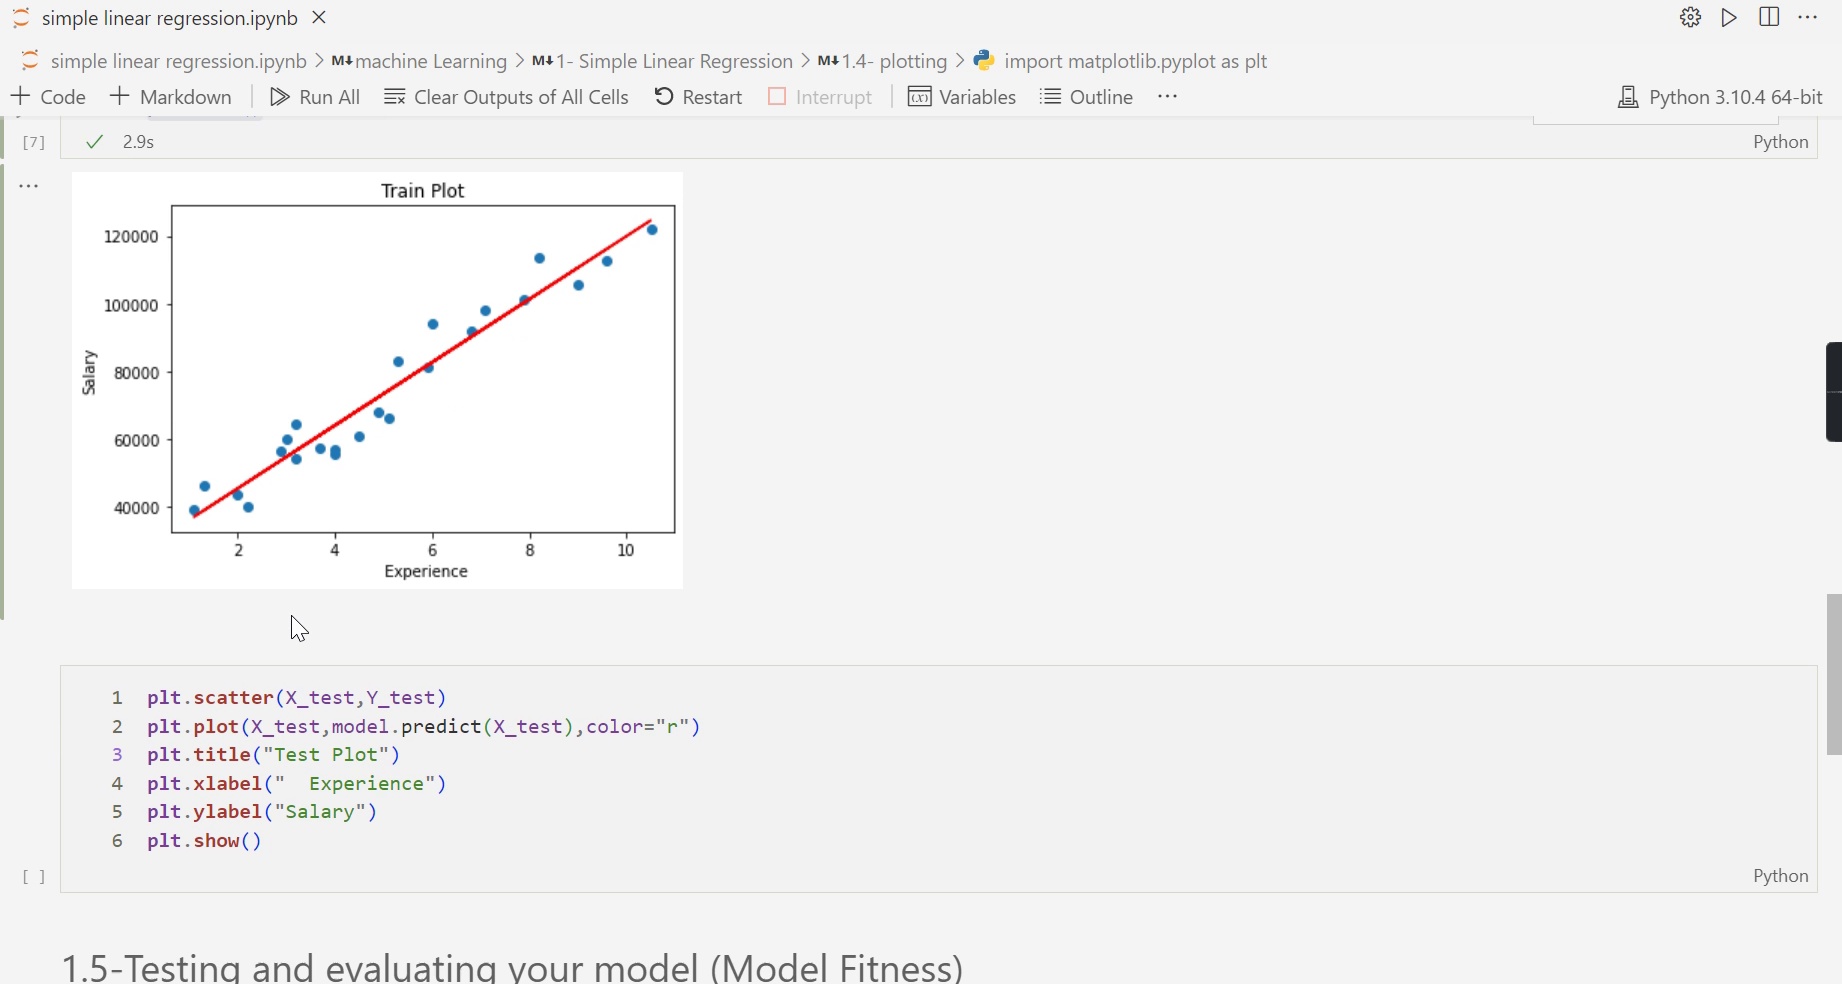 simple linear regression.ipynb
simple linear regression.ipynb > M↓machine Learning > M↓1- Simple Linear Regression > M↓1.4- plotting > import matplotlib.pyplot as plt
+ Code + Markdown | Run All Clear Outputs of All Cells Restart Interrupt | Variables Outline ... Python 3.10.4 64-bit
[7] ✓ 2.9s Python
...
Train Plot
120000
100000
80000
60000
40000
Salary
2 4 6 8 10
Experience
1 plt.scatter(X_test,Y_test)
2 plt.plot(X_test,model.predict(X_test),color="r")
3 plt.title("Test Plot")
4 plt.xlabel("  Experience")
5 plt.ylabel("Salary")
6 plt.show()
[ ] Python
1.5-Testing and evaluating your model (Model Fitness)